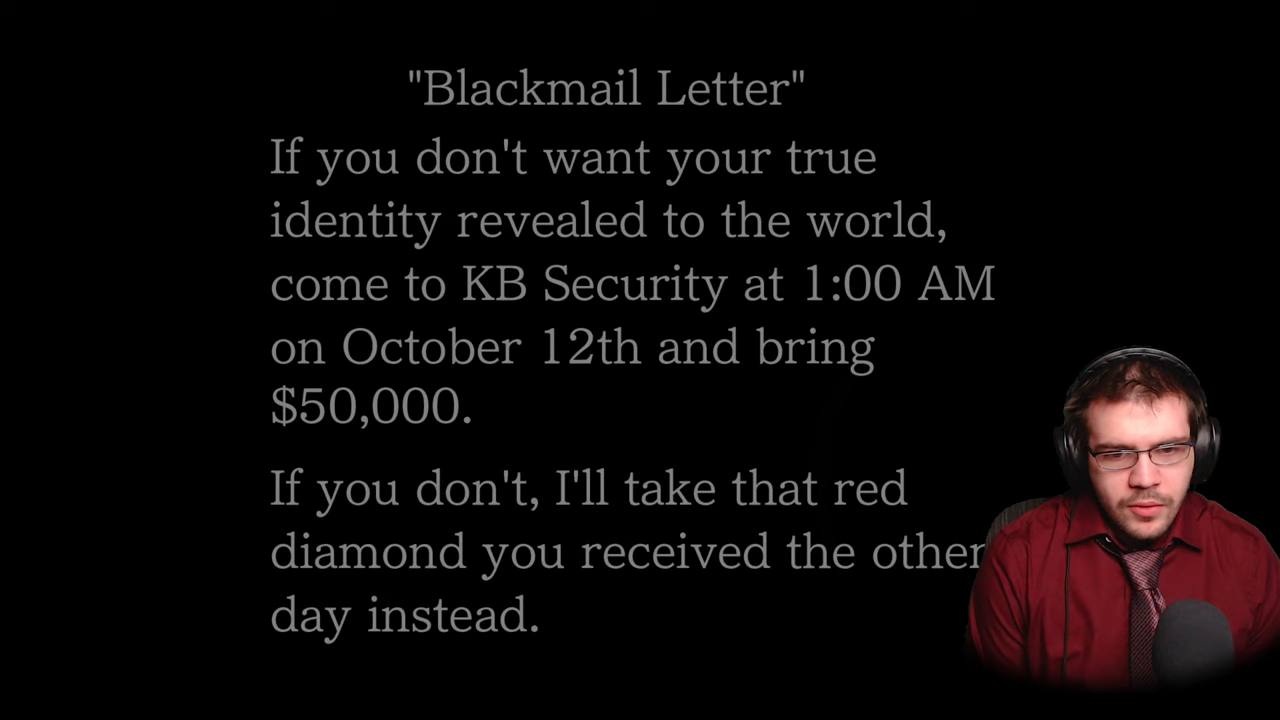 "Blackmail Letter"
If you don't want your true
identity revealed to the world,
come to KB Security at 1:00 AM
on October 12th and bring
$50,000.
If you don't, I'll take that red
diamond you received the other
day instead.